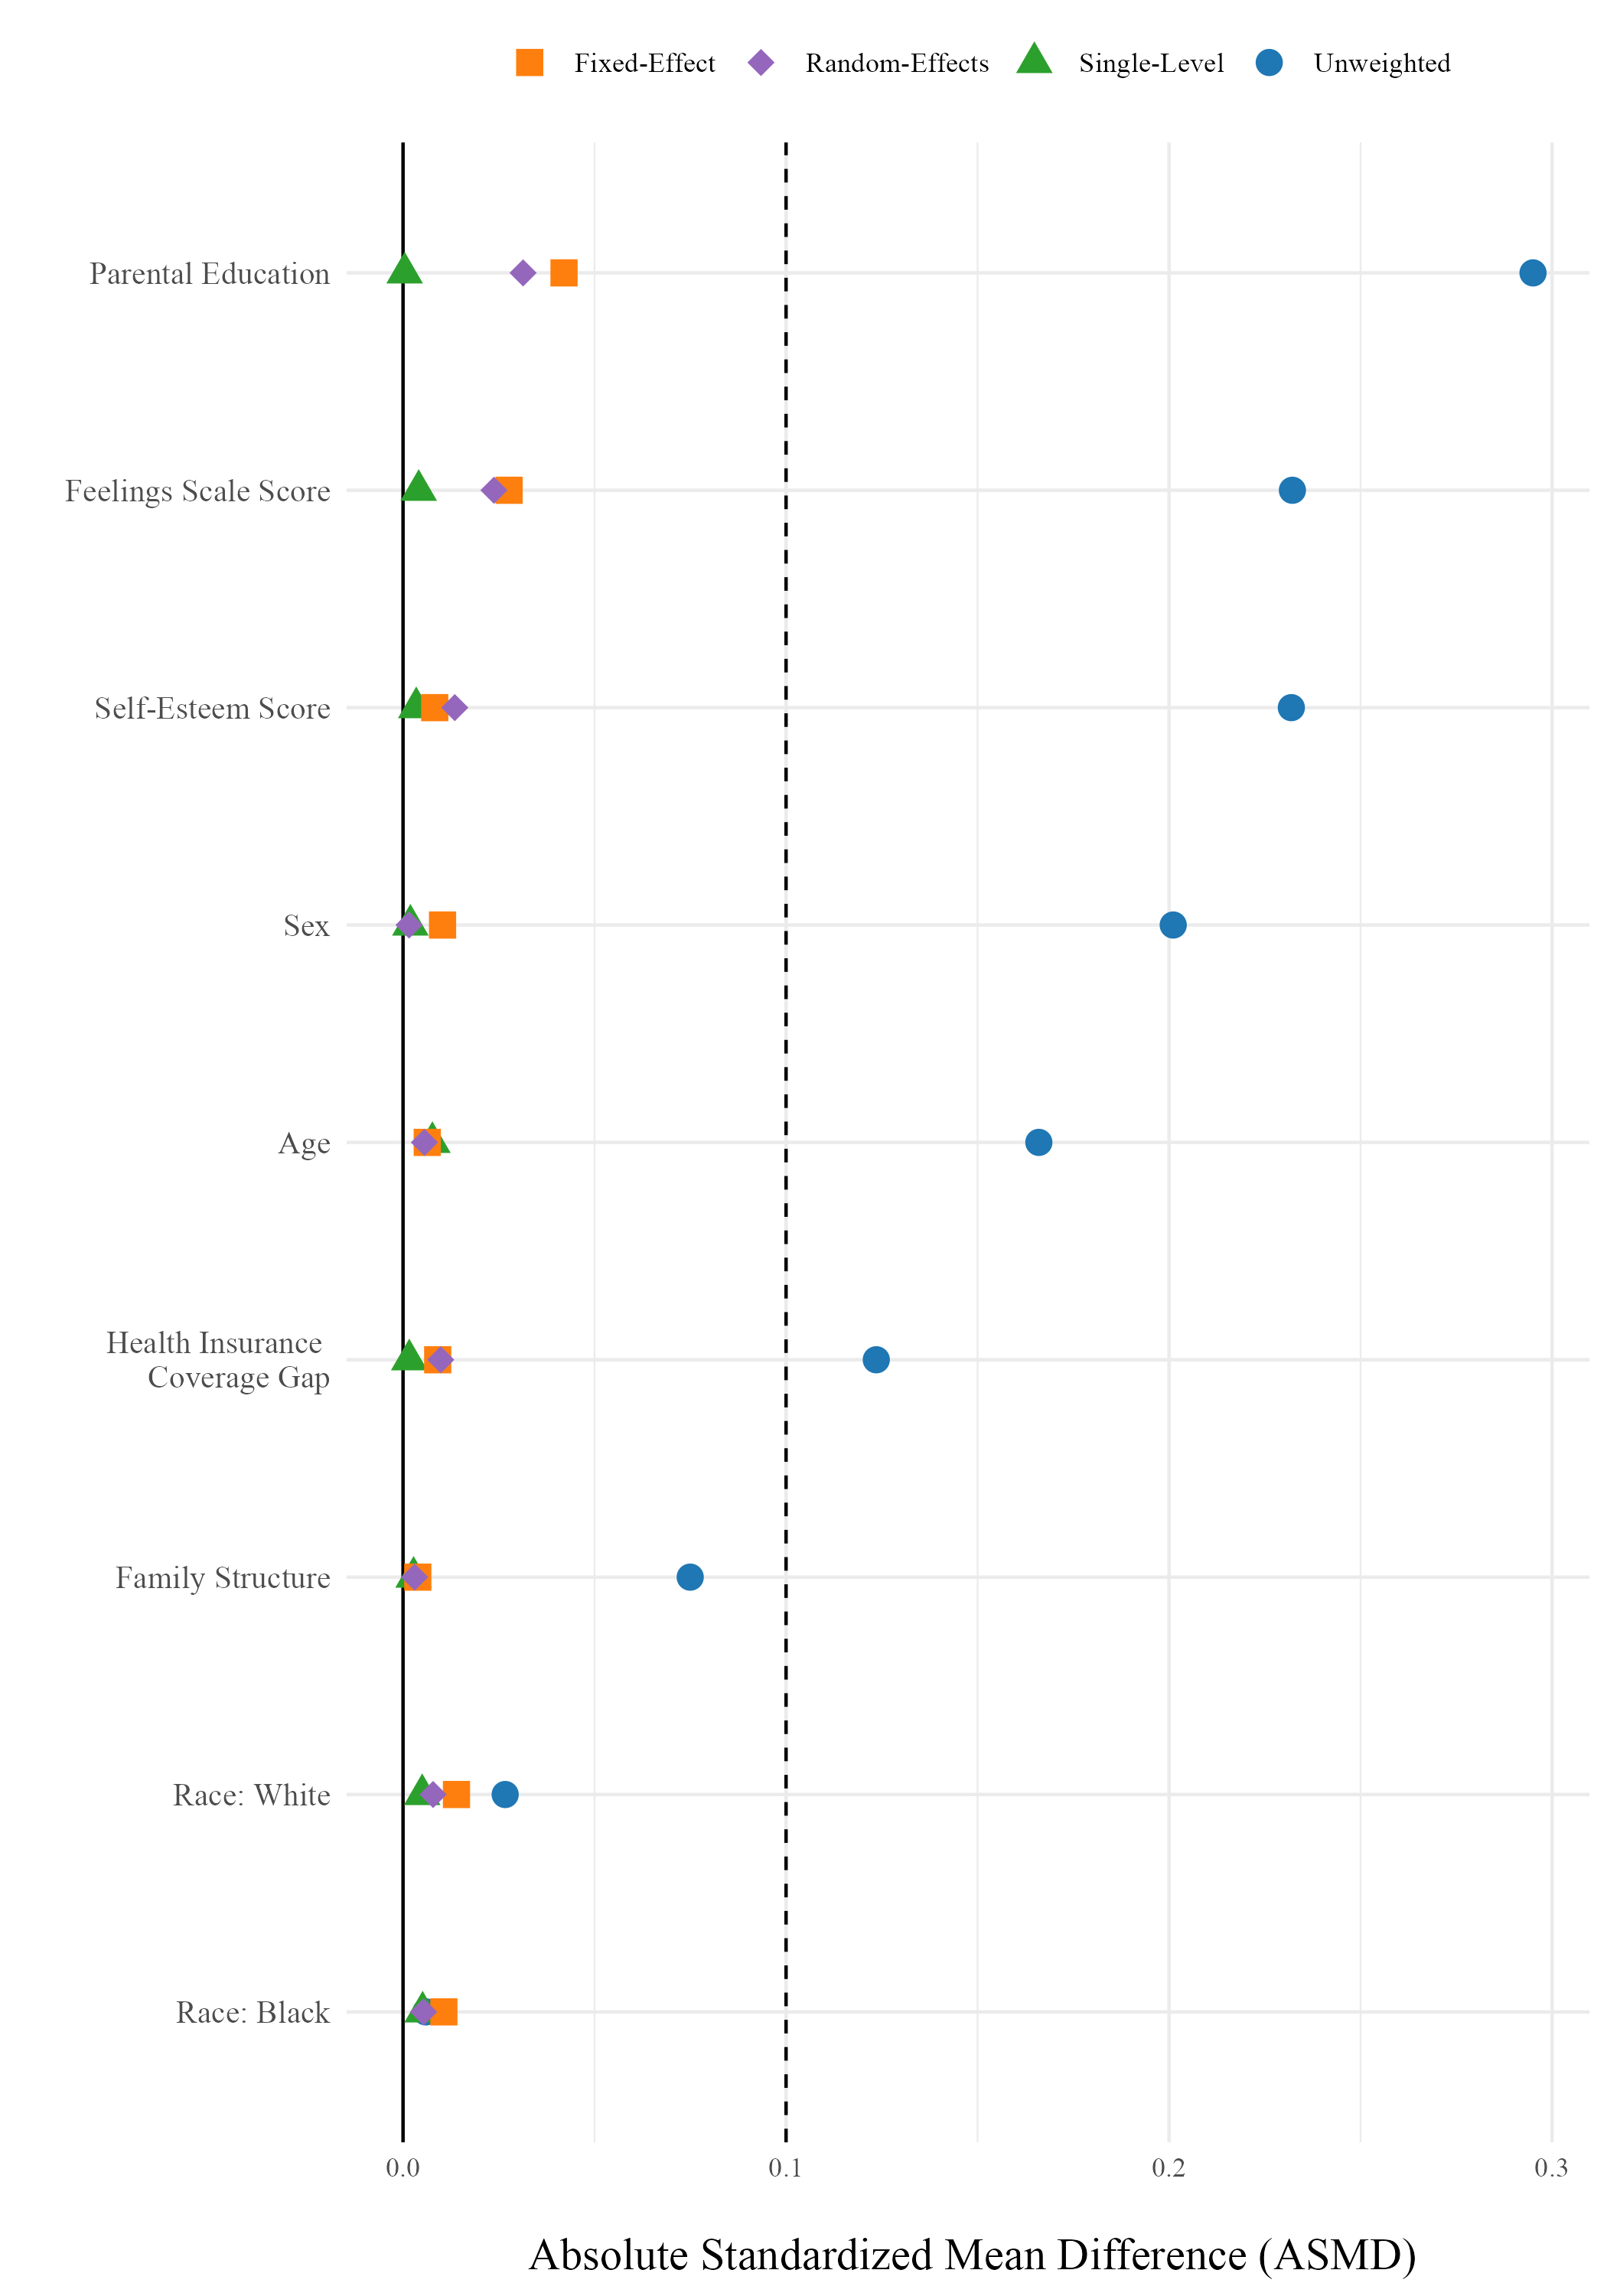 Fixed-Effect Random-Effects Single-Level Unweighted
Parental Education
Feelings Scale Score
Self-Esteem Score
Sex
Age
Health Insurance
Coverage Gap
Family Structure
Race: White
Race: Black
0.0 0.1 0.2 0.3
Absolute Standardized Mean Difference (ASMD)